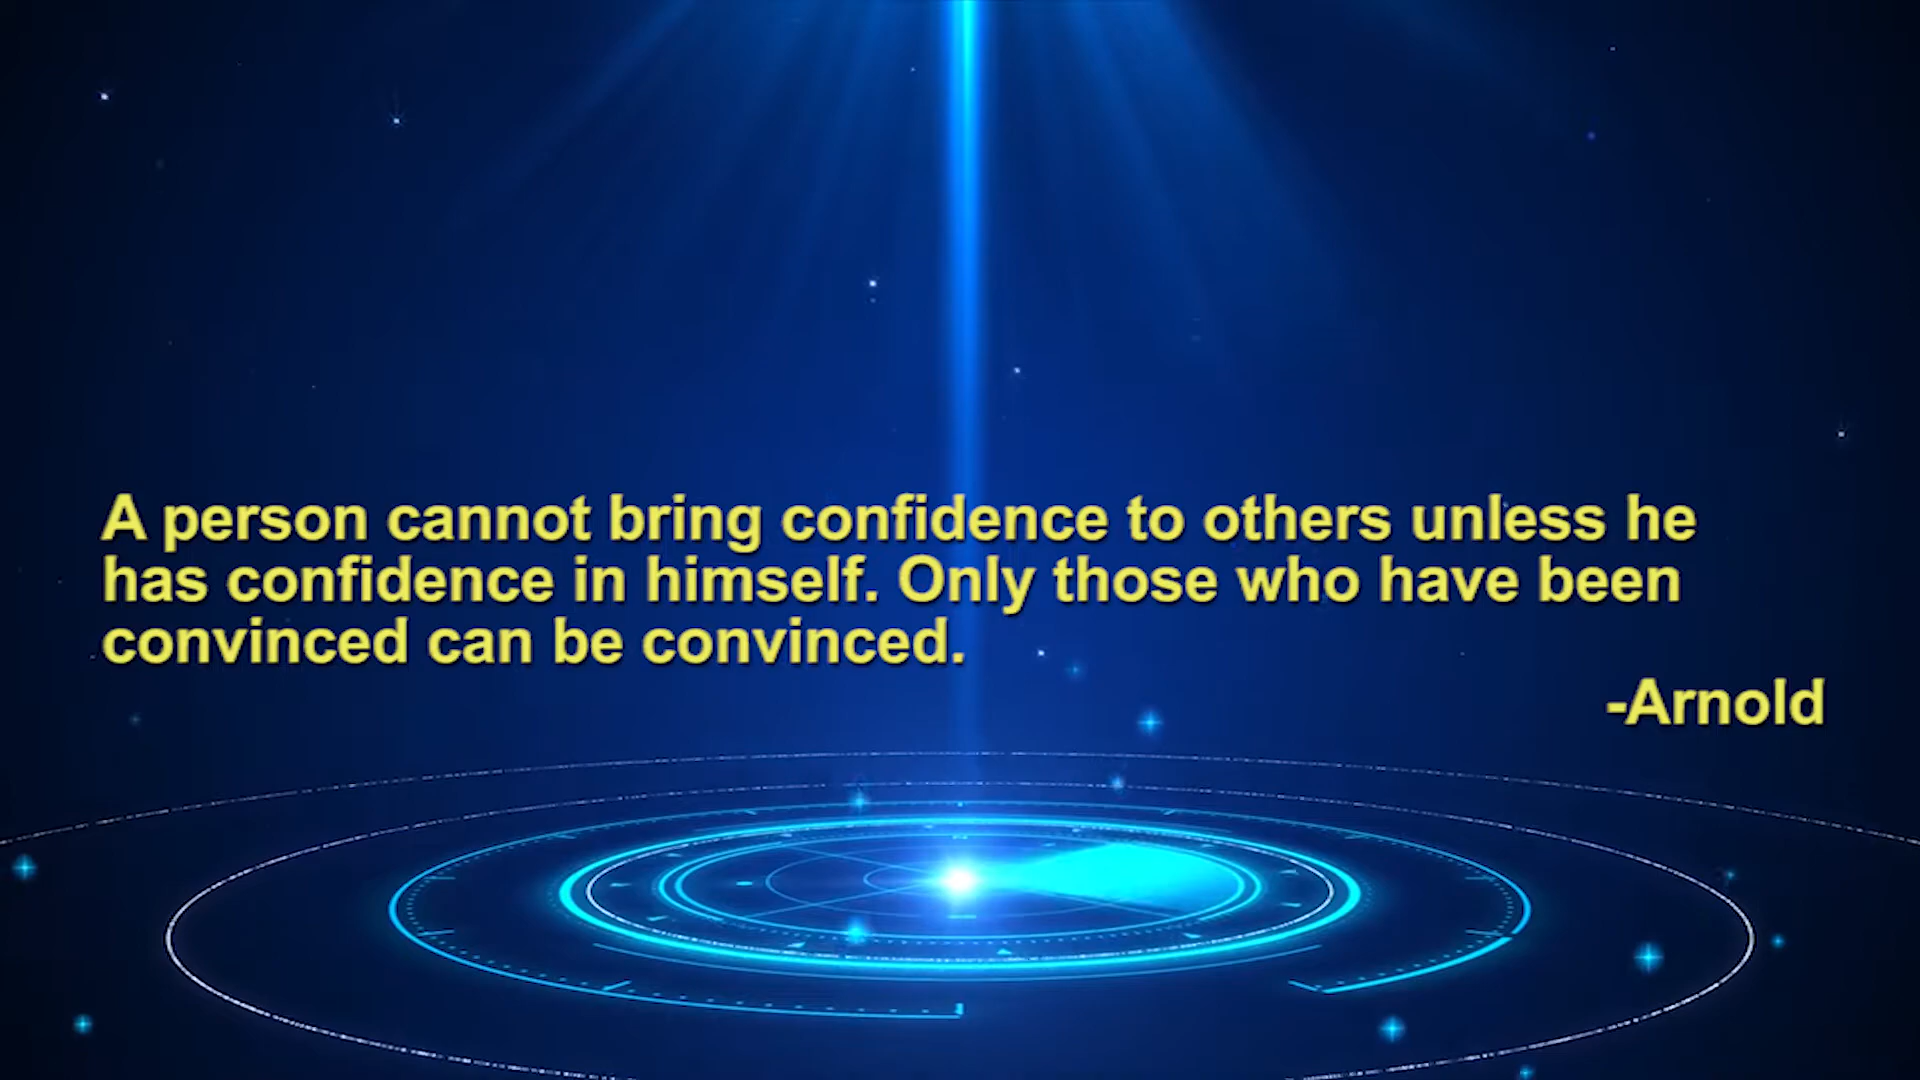 A person cannot bring confidence to others unless he
has confidence in himself. Only those who have been
convinced can be convinced.
-Arnold